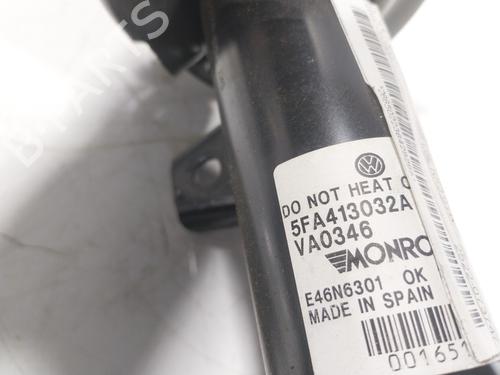 DO NOT HEAT
5FA413032A
VA0346
MONRO
E46N6301 OK
MADE IN SPAIN
001651